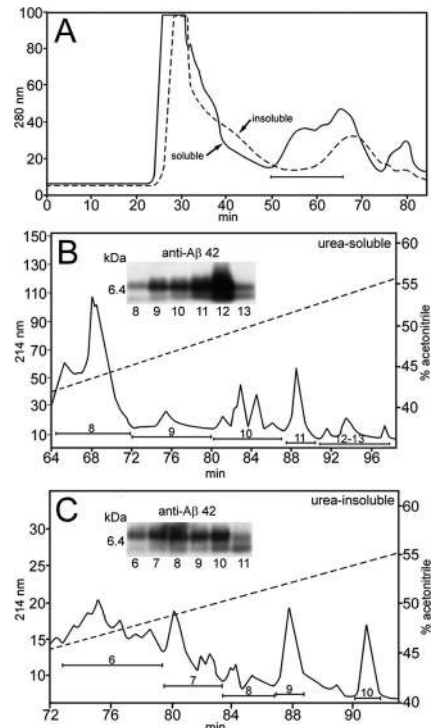 A
100
80
60
40
20
0
280 nm
insoluble
soluble
0 10 20 30 40 50 60 70 80
min
B
urea-soluble
anti-Aβ 42
kDa
6.4
8 9 10 11 12 13
150
130
110
90
70
50
30
10
214 nm
60
55
50
45
40
% acetonitrile
8
9
10
11
12-13
64 68 72 76 80 84 87 88 92 96
min
C
urea-insoluble
anti-Aβ 42
kDa
6.4
6 7 8 9 10 11
30
25
20
15
10
214 nm
60
55
50
45
40
% acetonitrile
6
7
8
9
10
72 80 84 88 90
min